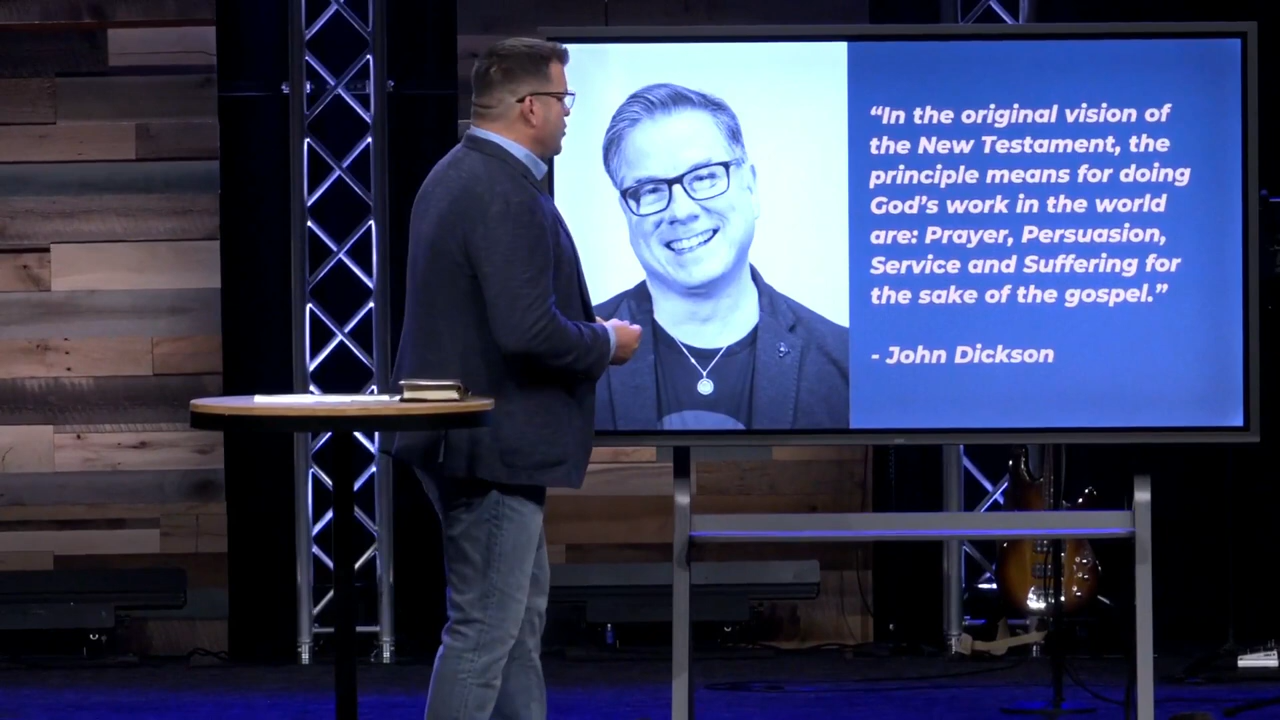 “In the original vision of
the New Testament, the
principle means for doing
God’s work in the world
are: Prayer, Persuasion,
Service and Suffering for
the sake of the gospel.”
- John Dickson